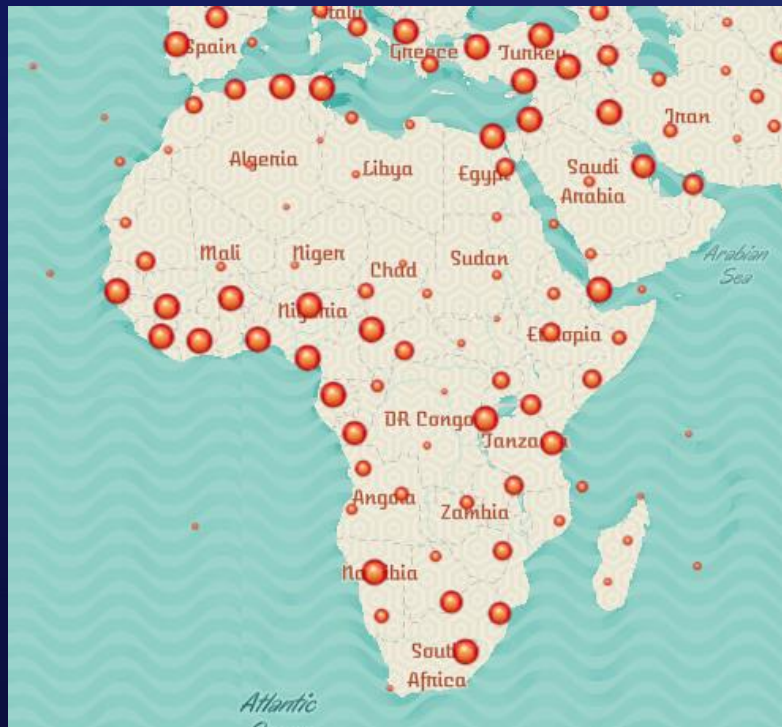 Italy
Spain
Greece
Turkey
Iran
Algeria
Libya
Egypt
Saudi
Arabia
Mali
Niger
Chad
Sudan
Arabian
Sea
Nigeria
Ethiopia
DR Congo
Tanzania
Angola
Zambia
Namibia
South
Africa
Atlantic